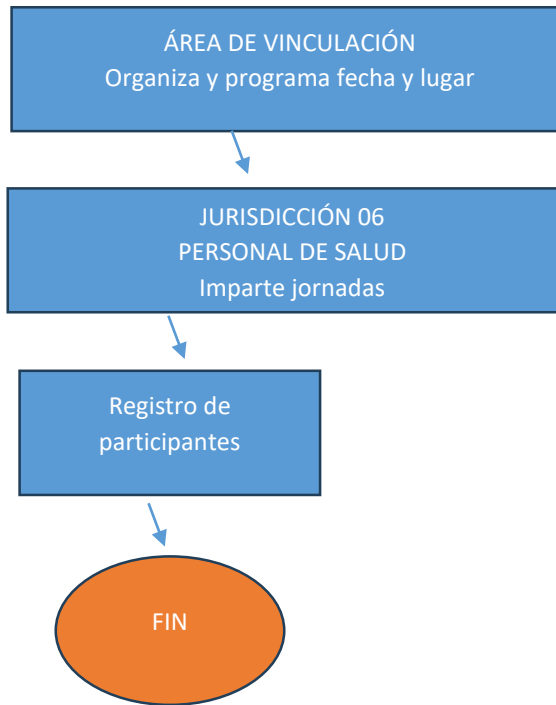 ÁREA DE VINCULACIÓN
Organiza y programa fecha y lugar
JURISDICCIÓN 06
PERSONAL DE SALUD
Imparte jornadas
Registro de
participantes
FIN